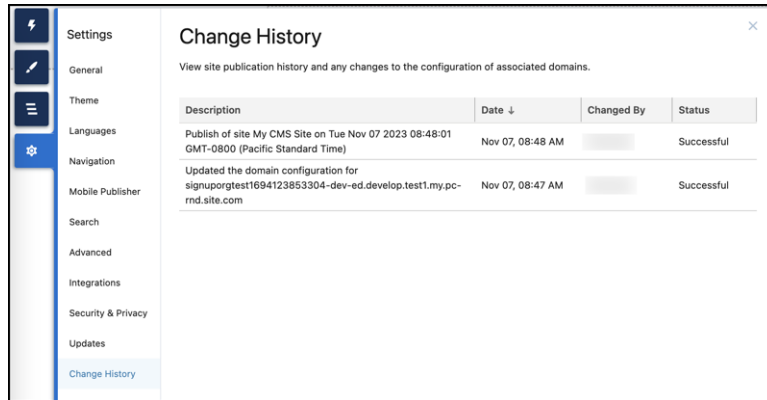 Settings
General
Theme
Languages
Navigation
Mobile Publisher
Search
Advanced
Integrations
Security & Privacy
Updates
Change History
Change History
View site publication history and any changes to the configuration of associated domains.
Description Date ↓ Changed By Status
Publish of site My CMS Site on Tue Nov 07 2023 08:48:01
GMT-0800 (Pacific Standard Time) Nov 07, 08:48 AM Successful
Updated the domain configuration for
signuporgtest1694123853304-dev-ed.develop.test1.my.pc-
rnd.site.com Nov 07, 08:47 AM Successful